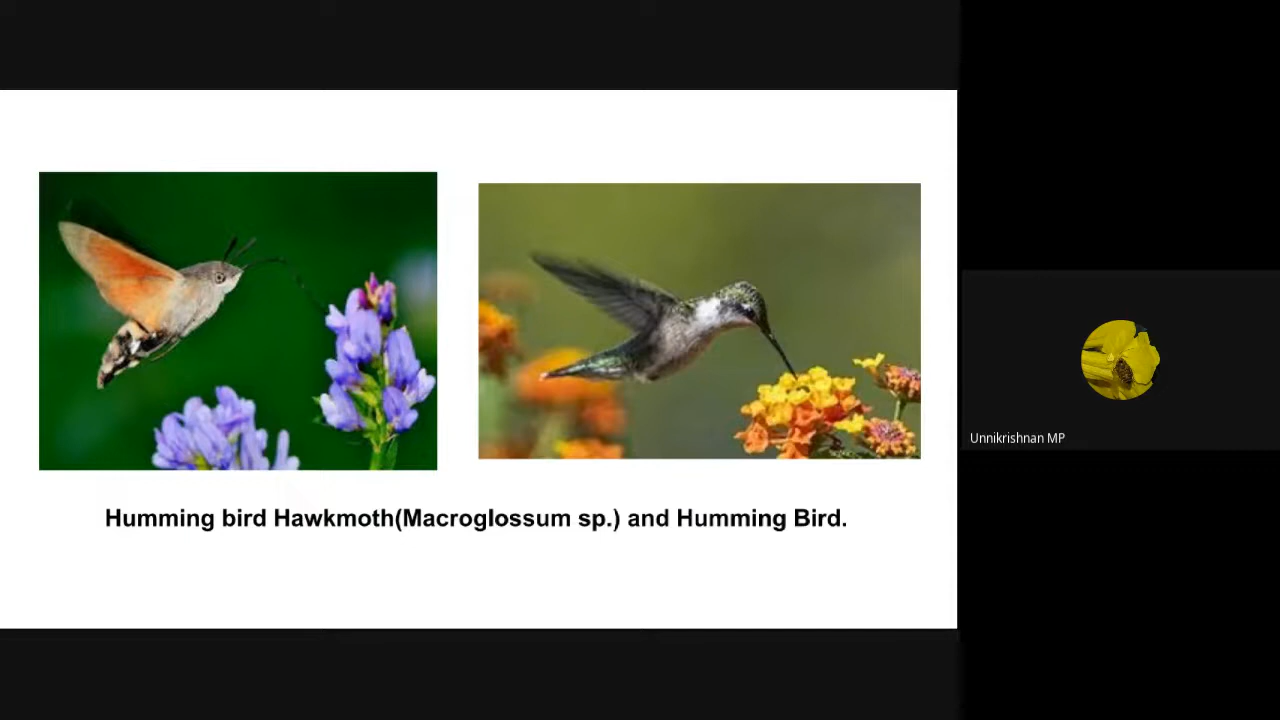 Humming bird Hawkmoth(Macroglossum sp.) and Humming Bird.
Unnikrishnan MP